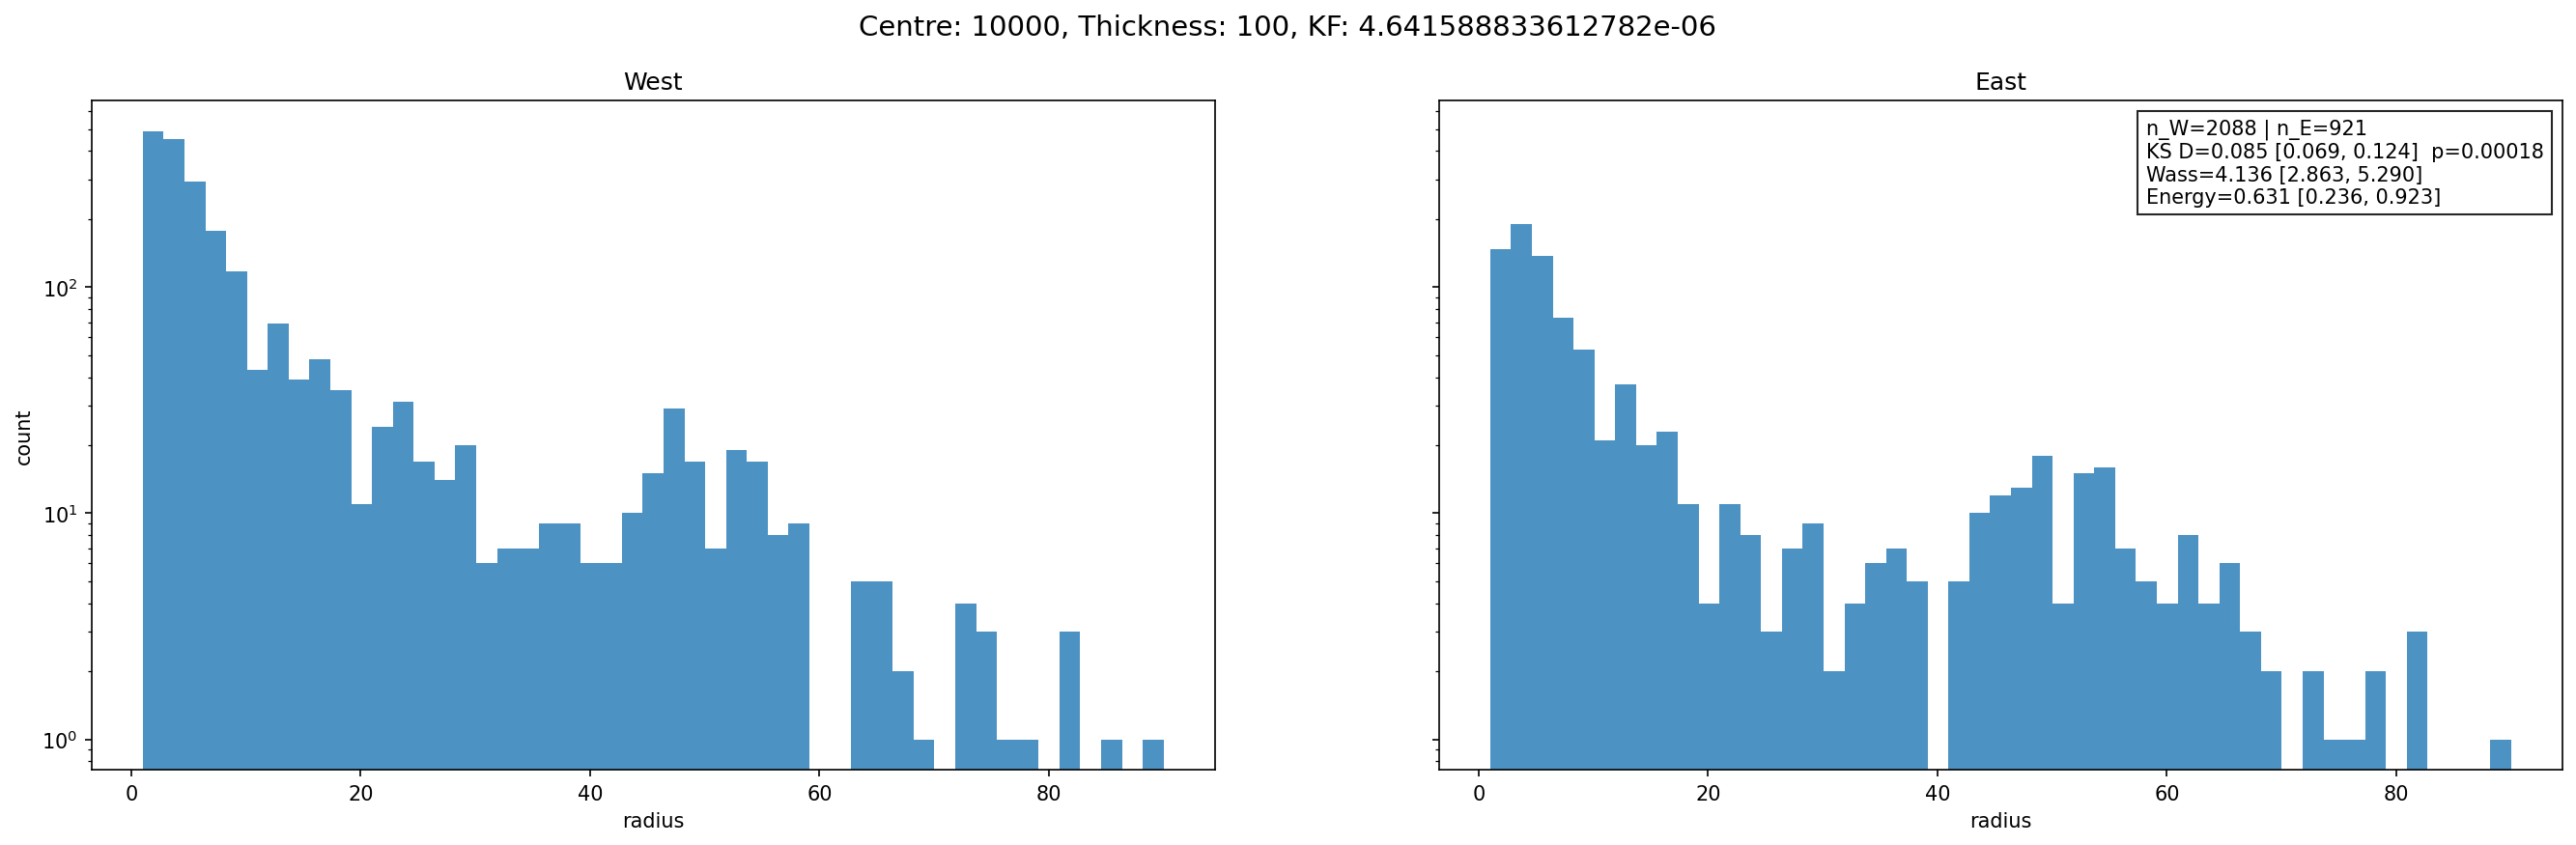 Centre: 10000, Thickness: 100, KF: 4.641588833612782e-06
West
count
10²
10¹
10⁰
0 20 40 60 80
radius
East
n_W=2088 | n_E=921
KS D=0.085 [0.069, 0.124]  p=0.00018
Wass=4.136 [2.863, 5.290]
Energy=0.631 [0.236, 0.923]
0 20 40 60 80
radius